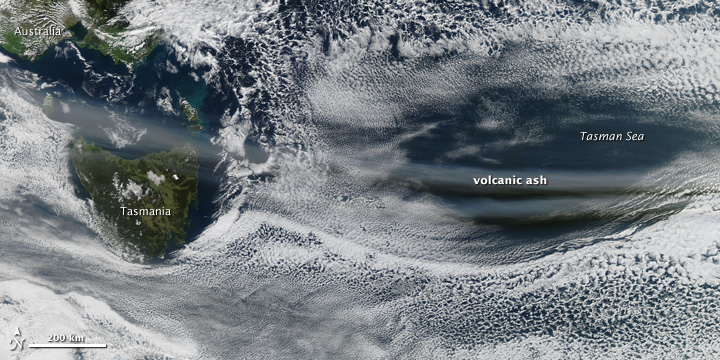 Australia
Tasman Sea
volcanic ash
Tasmania
200 km
N